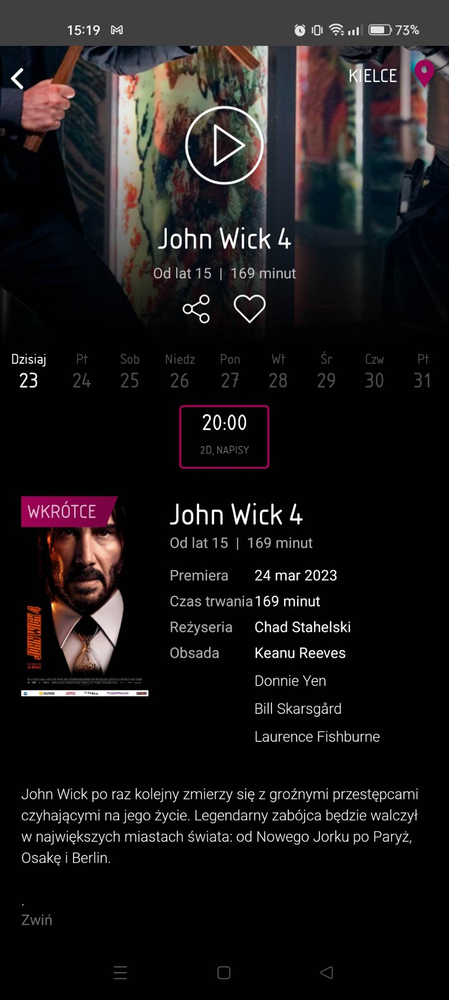 15:19
73%
KIELCE
John Wick 4
Od lat 15 | 169 minut
Dzisiaj Pt Sob Niedz Pon Wt Śr Czw Pt
23 24 25 26 27 28 29 30 31
20:00
2D, NAPISY
WKRÓTCE
JOHN WICK 4
FILMWEB ams CINEMAN
John Wick 4
Od lat 15 | 169 minut
Premiera 24 mar 2023
Czas trwania 169 minut
Reżyseria Chad Stahelski
Obsada Keanu Reeves
Donnie Yen
Bill Skarsgård
Laurence Fishburne
John Wick po raz kolejny zmierzy się z groźnymi przestępcami
czyhającymi na jego życie. Legendarny zabójca będzie walczył
w największych miastach świata: od Nowego Jorku po Paryż,
Osakę i Berlin.
.
Zwiń